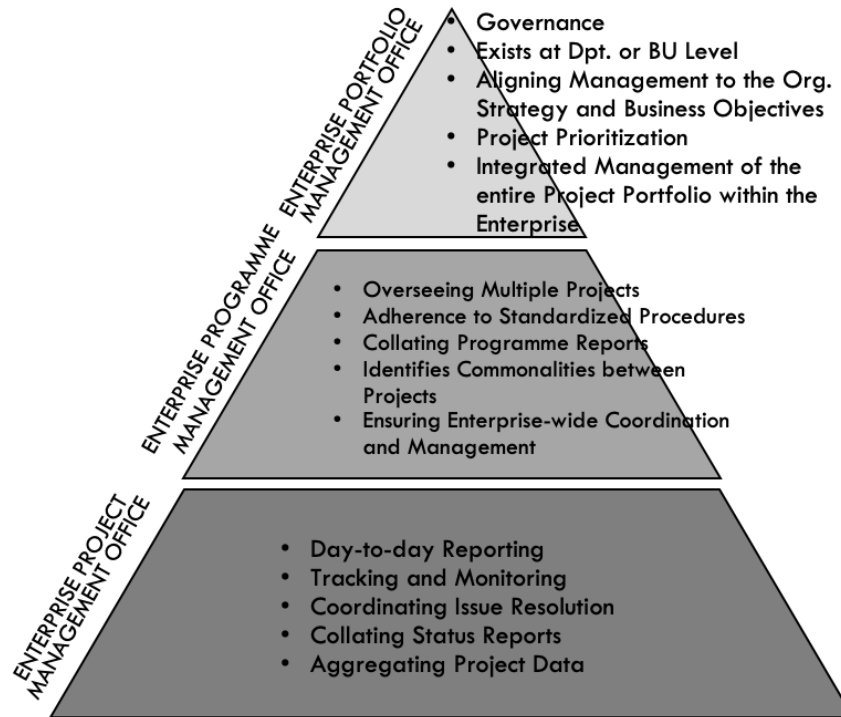 ENTERPRISE PORTFOLIO
MANAGEMENT OFFICE
• Governance
• Exists at Dpt. or BU Level
• Aligning Management to the Org.
Strategy and Business Objectives
• Project Prioritization
• Integrated Management of the
entire Project Portfolio within the
Enterprise
ENTERPRISE PROGRAMME
MANAGEMENT OFFICE
• Overseeing Multiple Projects
• Adherence to Standardized Procedures
• Collating Programme Reports
• Identifies Commonalities between
Projects
• Ensuring Enterprise-wide Coordination
and Management
ENTERPRISE PROJECT
MANAGEMENT OFFICE
• Day-to-day Reporting
• Tracking and Monitoring
• Coordinating Issue Resolution
• Collating Status Reports
• Aggregating Project Data